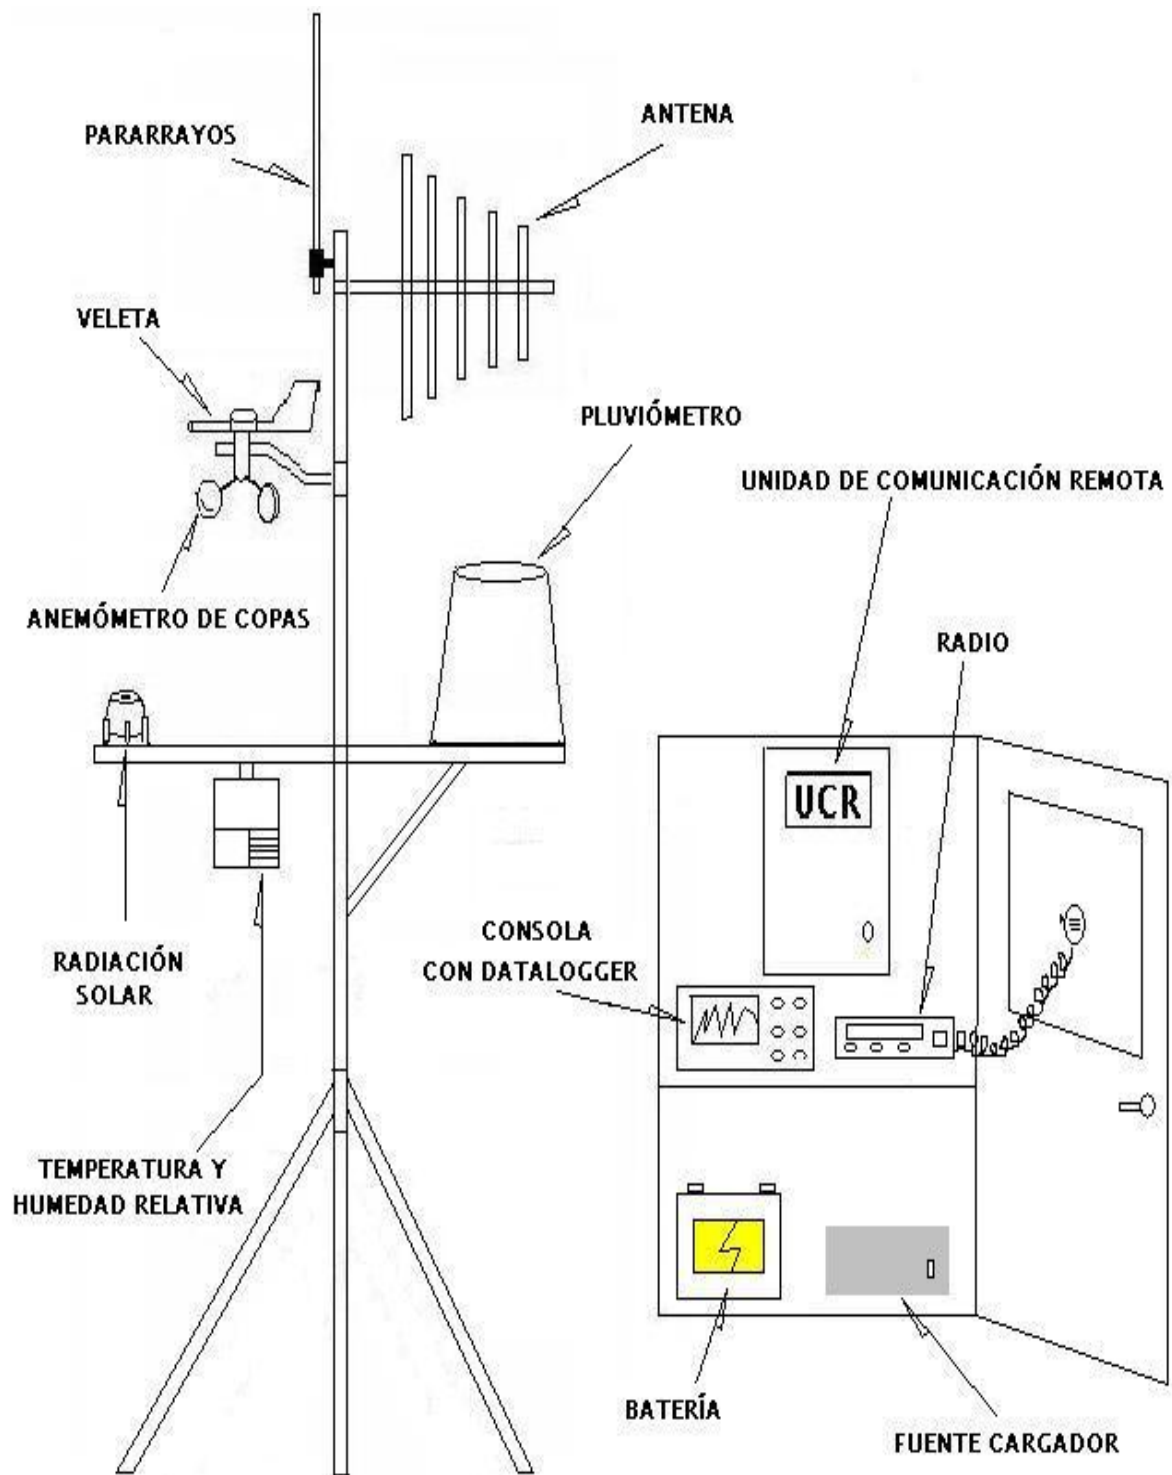 PARARRAYOS
ANTENA
VELETA
PLUVIÓMETRO
UNIDAD DE COMUNICACIÓN REMOTA
ANEMÓMETRO DE COPAS
RADIO
UCR
CONSOLA
CON DATALOGGER
RADIACIÓN
SOLAR
TEMPERATURA Y
HUMEDAD RELATIVA
BATERÍA
FUENTE CARGADOR